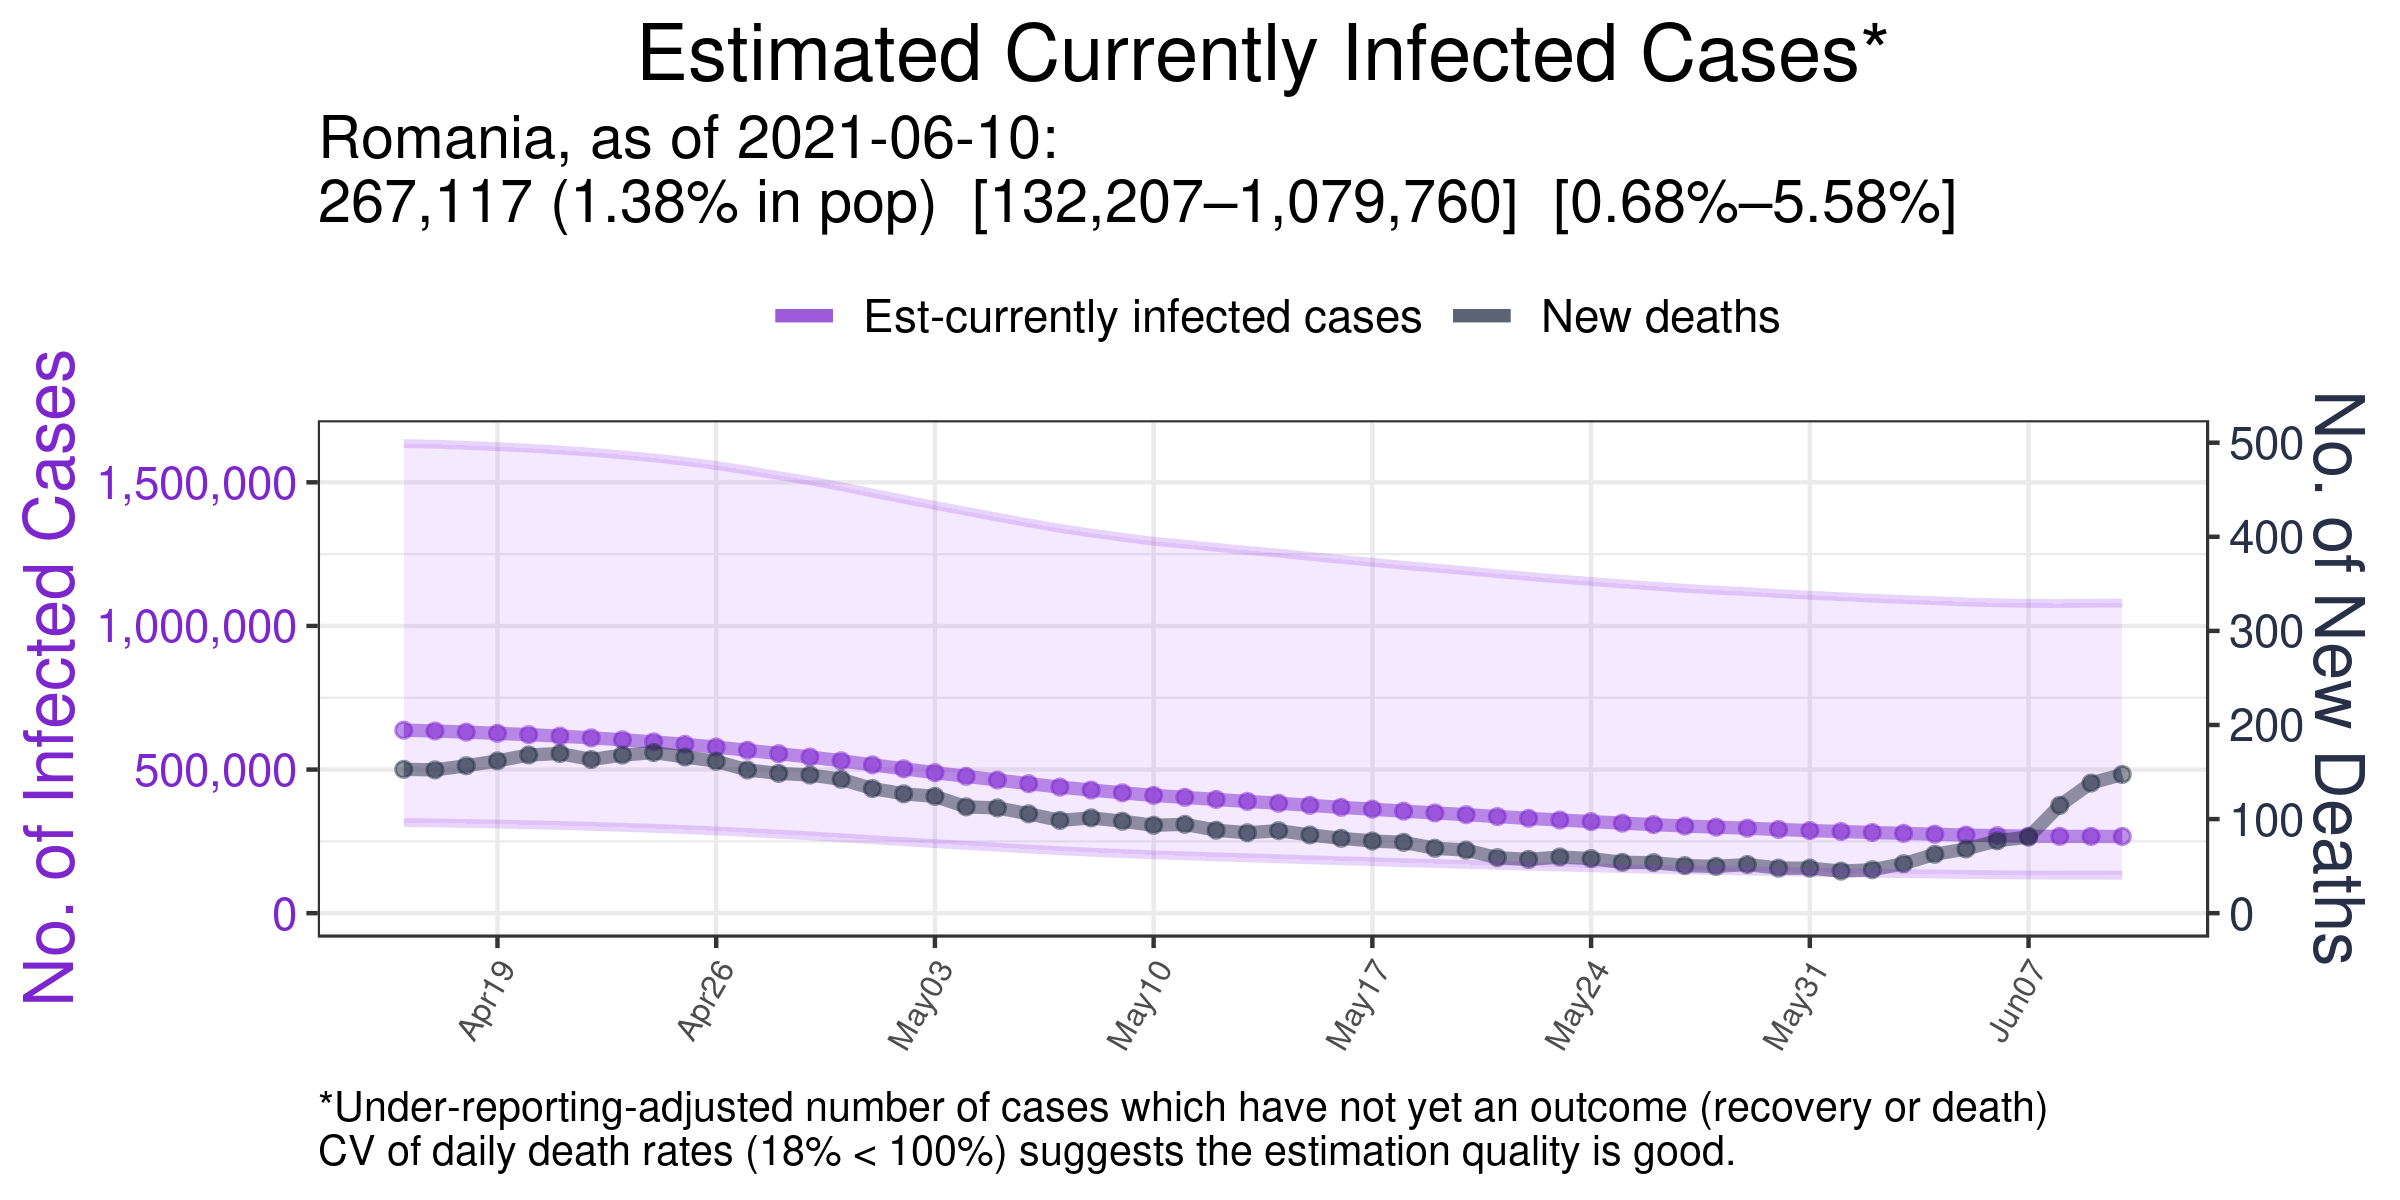 Estimated Currently Infected Cases*
Romania, as of 2021-06-10:
267,117 (1.38% in pop) [132,207–1,079,760] [0.68%–5.58%]
Est-currently infected cases
New deaths
No. of Infected Cases
1,500,000
1,000,000
500,000
0
500
400
300
200
100
0
No. of New Deaths
Apr19
Apr26
May03
May10
May17
May24
May31
Jun07
*Under-reporting-adjusted number of cases which have not yet an outcome (recovery or death)
CV of daily death rates (18% < 100%) suggests the estimation quality is good.